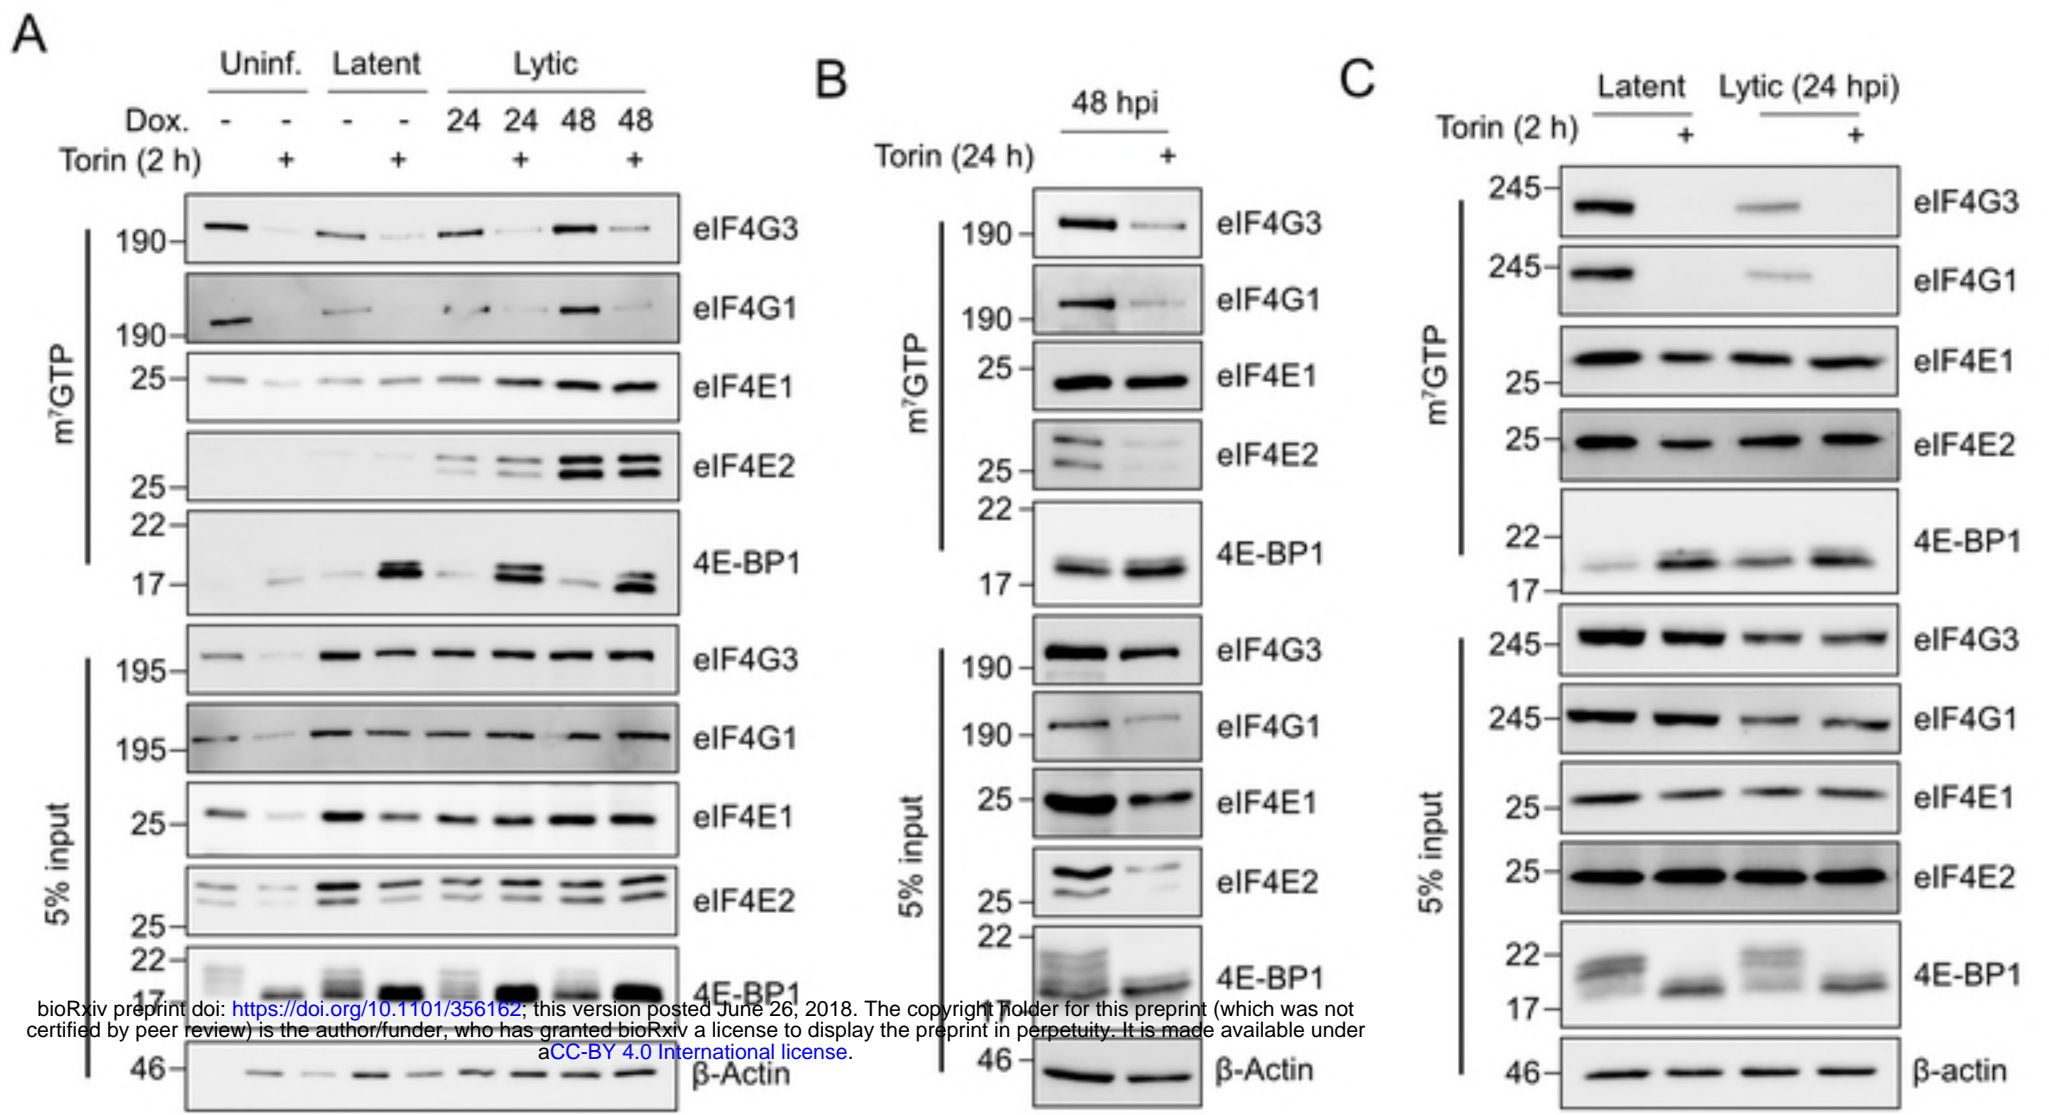 A
Uninf. Latent Lytic
Dox. - - - - 24 24 48 48
Torin (2 h) + + + +
m⁷GTP
190 eIF4G3
190 eIF4G1
25 eIF4E1
25 eIF4E2
22
17 4E-BP1
5% input
195 eIF4G3
195 eIF4G1
25 eIF4E1
25 eIF4E2
22
17 4E-BP1
46 β-Actin
B
48 hpi
Torin (24 h) +
m⁷GTP
190 eIF4G3
190 eIF4G1
25 eIF4E1
25 eIF4E2
22
17 4E-BP1
5% input
190 eIF4G3
190 eIF4G1
25 eIF4E1
25 eIF4E2
22
17 4E-BP1
46 β-Actin
C
Latent Lytic (24 hpi)
Torin (2 h) + +
m⁷GTP
245 eIF4G3
245 eIF4G1
25 eIF4E1
25 eIF4E2
22
17 4E-BP1
5% input
245 eIF4G3
245 eIF4G1
25 eIF4E1
25 eIF4E2
22
17 4E-BP1
46 β-actin
bioRxiv preprint doi: https://doi.org/10.1101/356162; this version posted June 26, 2018. The copyright holder for this preprint (which was not
certified by peer review) is the author/funder, who has granted bioRxiv a license to display the preprint in perpetuity. It is made available under
aCC-BY 4.0 International license.